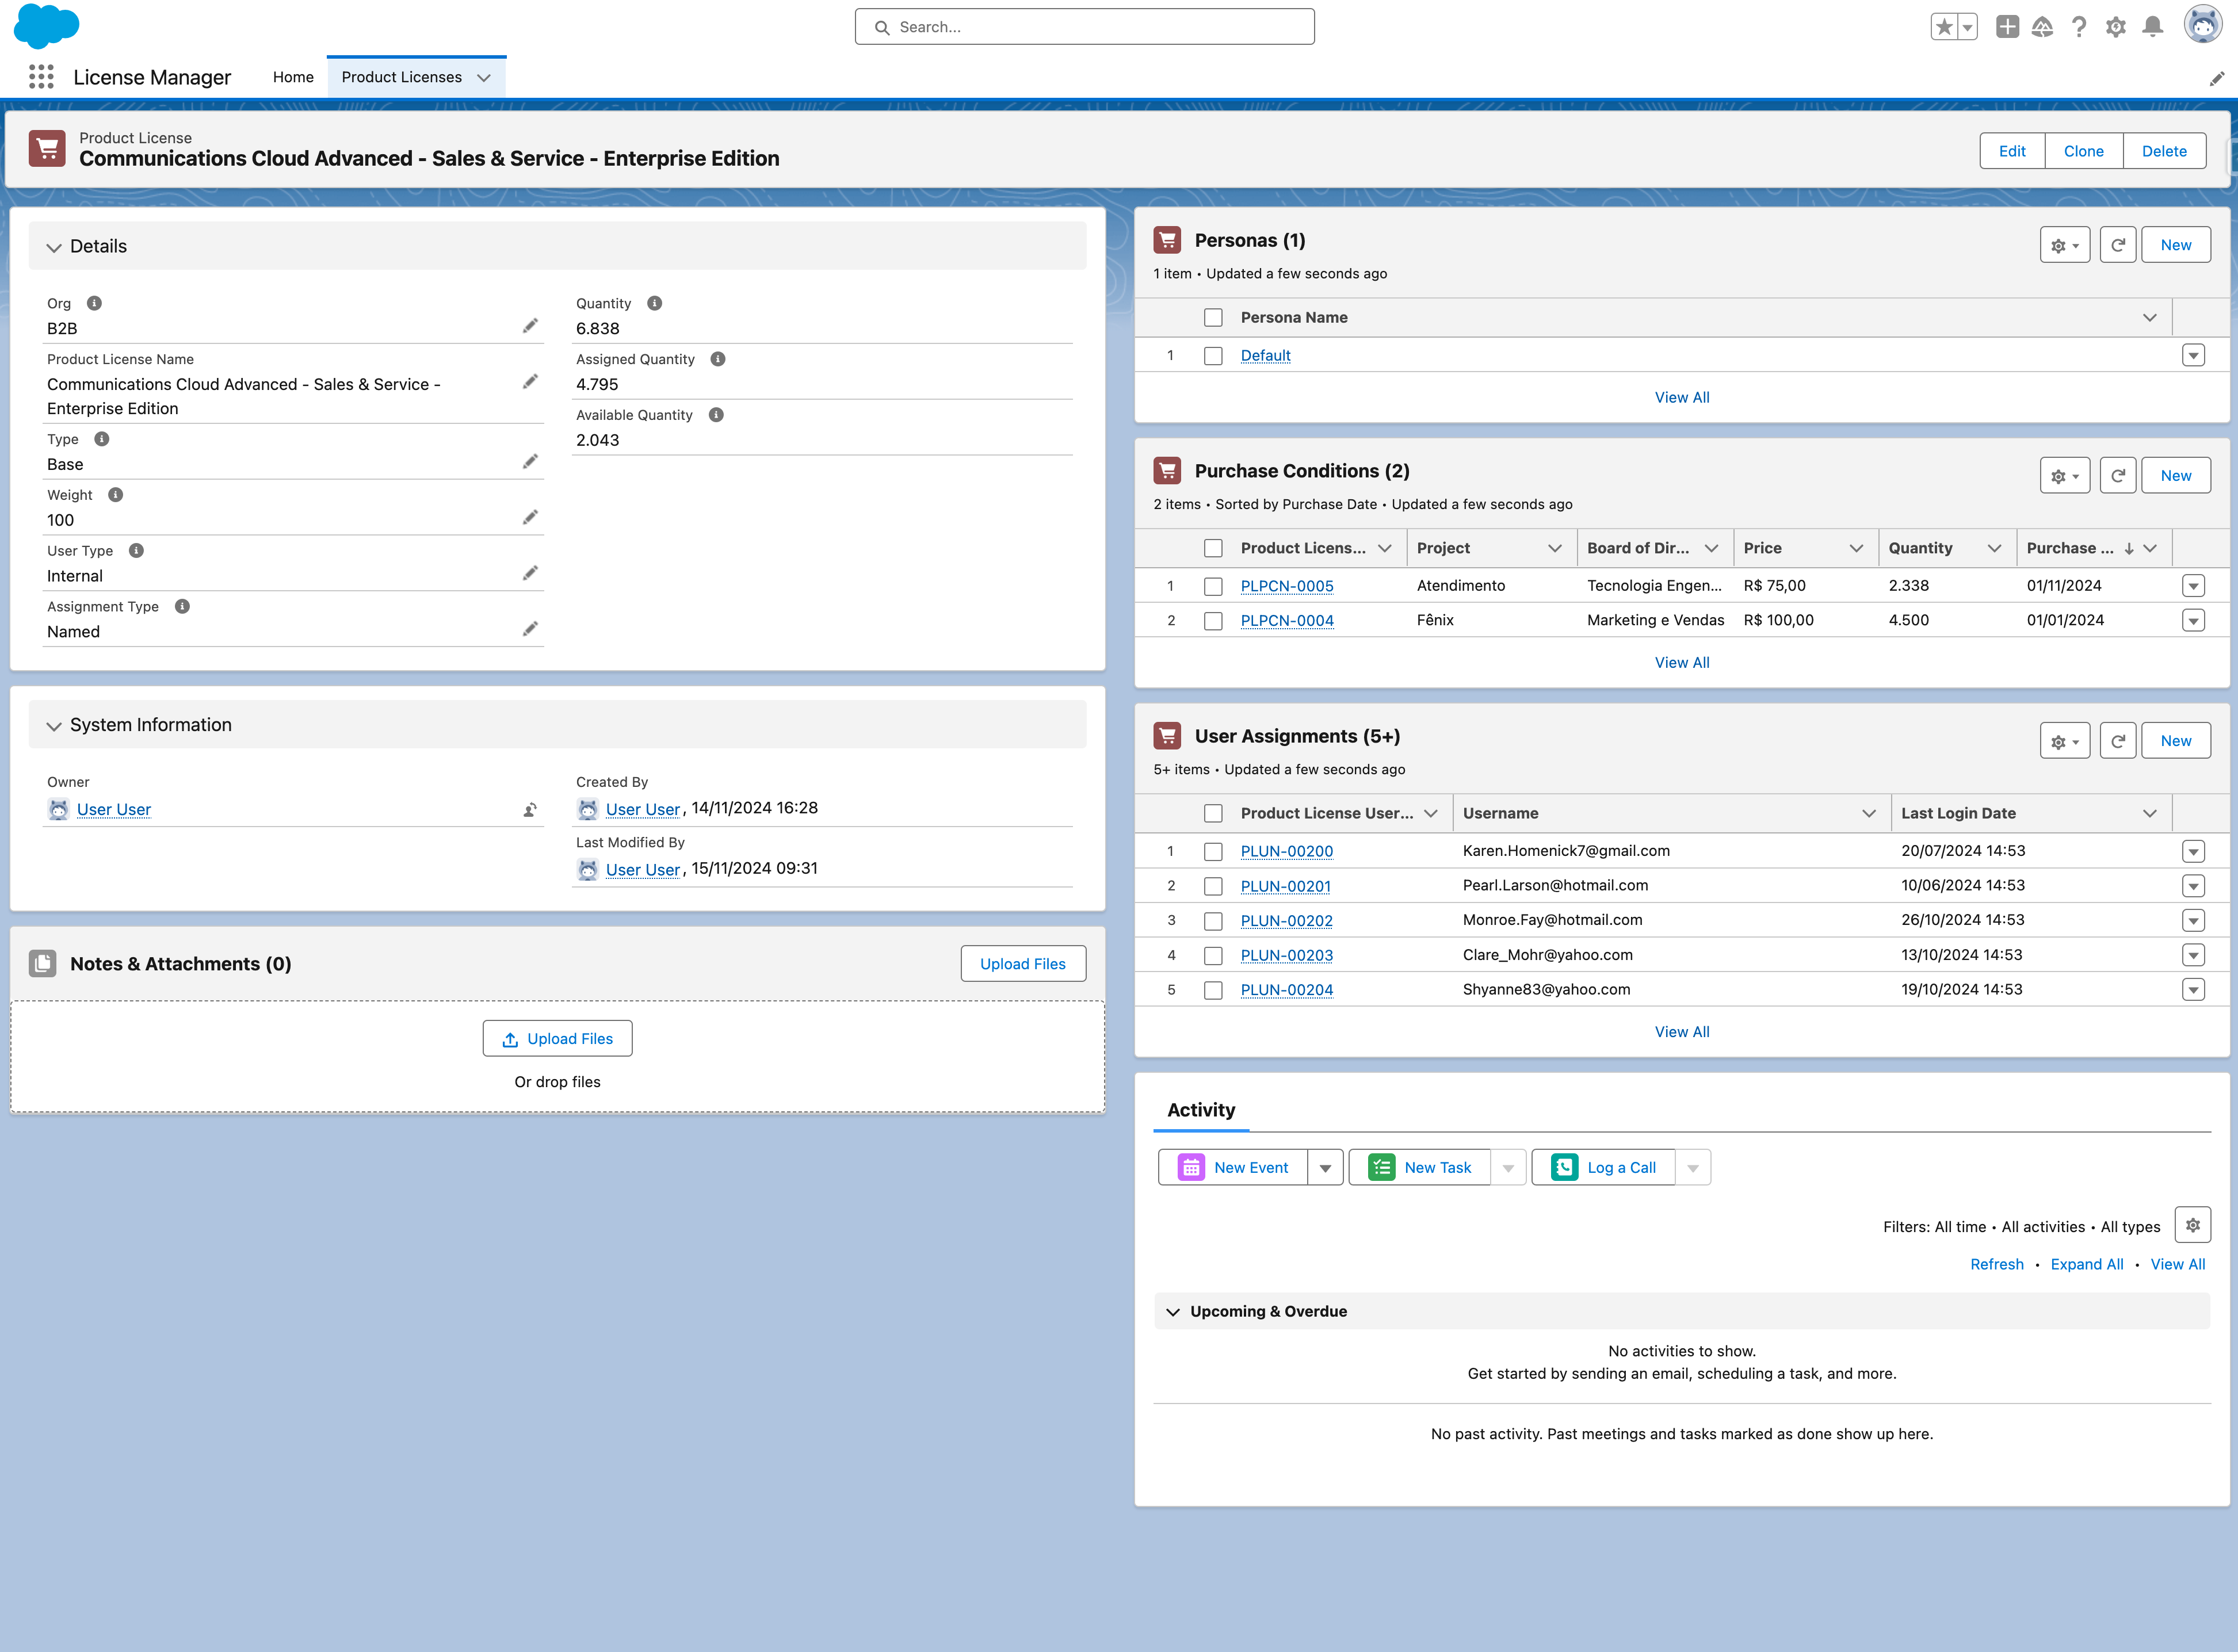 Search...
License Manager
Home
Product Licenses
Product License
Communications Cloud Advanced - Sales & Service - Enterprise Edition
Edit
Clone
Delete
Details
Org
B2B
Product License Name
Communications Cloud Advanced - Sales & Service -
Enterprise Edition
Type
Base
Weight
100
User Type
Internal
Assignment Type
Named
Quantity
6.838
Assigned Quantity
4.795
Available Quantity
2.043
System Information
Owner
User User
Created By
User User, 14/11/2024 16:28
Last Modified By
User User, 15/11/2024 09:31
Notes & Attachments (0)
Upload Files
Upload Files
Or drop files
Personas (1)
New
1 item • Updated a few seconds ago
Persona Name
1 Default
View All
Purchase Conditions (2)
New
2 items • Sorted by Purchase Date • Updated a few seconds ago
Product Licens... Project Board of Dir... Price Quantity Purchase ...
1 PLPCN-0005 Atendimento Tecnologia Engen... R$ 75,00 2.338 01/11/2024
2 PLPCN-0004 Fênix Marketing e Vendas R$ 100,00 4.500 01/01/2024
View All
User Assignments (5+)
New
5+ items • Updated a few seconds ago
Product License User... Username Last Login Date
1 PLUN-00200 Karen.Homenick7@gmail.com 20/07/2024 14:53
2 PLUN-00201 Pearl.Larson@hotmail.com 10/06/2024 14:53
3 PLUN-00202 Monroe.Fay@hotmail.com 26/10/2024 14:53
4 PLUN-00203 Clare_Mohr@yahoo.com 13/10/2024 14:53
5 PLUN-00204 Shyanne83@yahoo.com 19/10/2024 14:53
View All
Activity
New Event
New Task
Log a Call
Filters: All time • All activities • All types
Refresh • Expand All • View All
Upcoming & Overdue
No activities to show.
Get started by sending an email, scheduling a task, and more.
No past activity. Past meetings and tasks marked as done show up here.